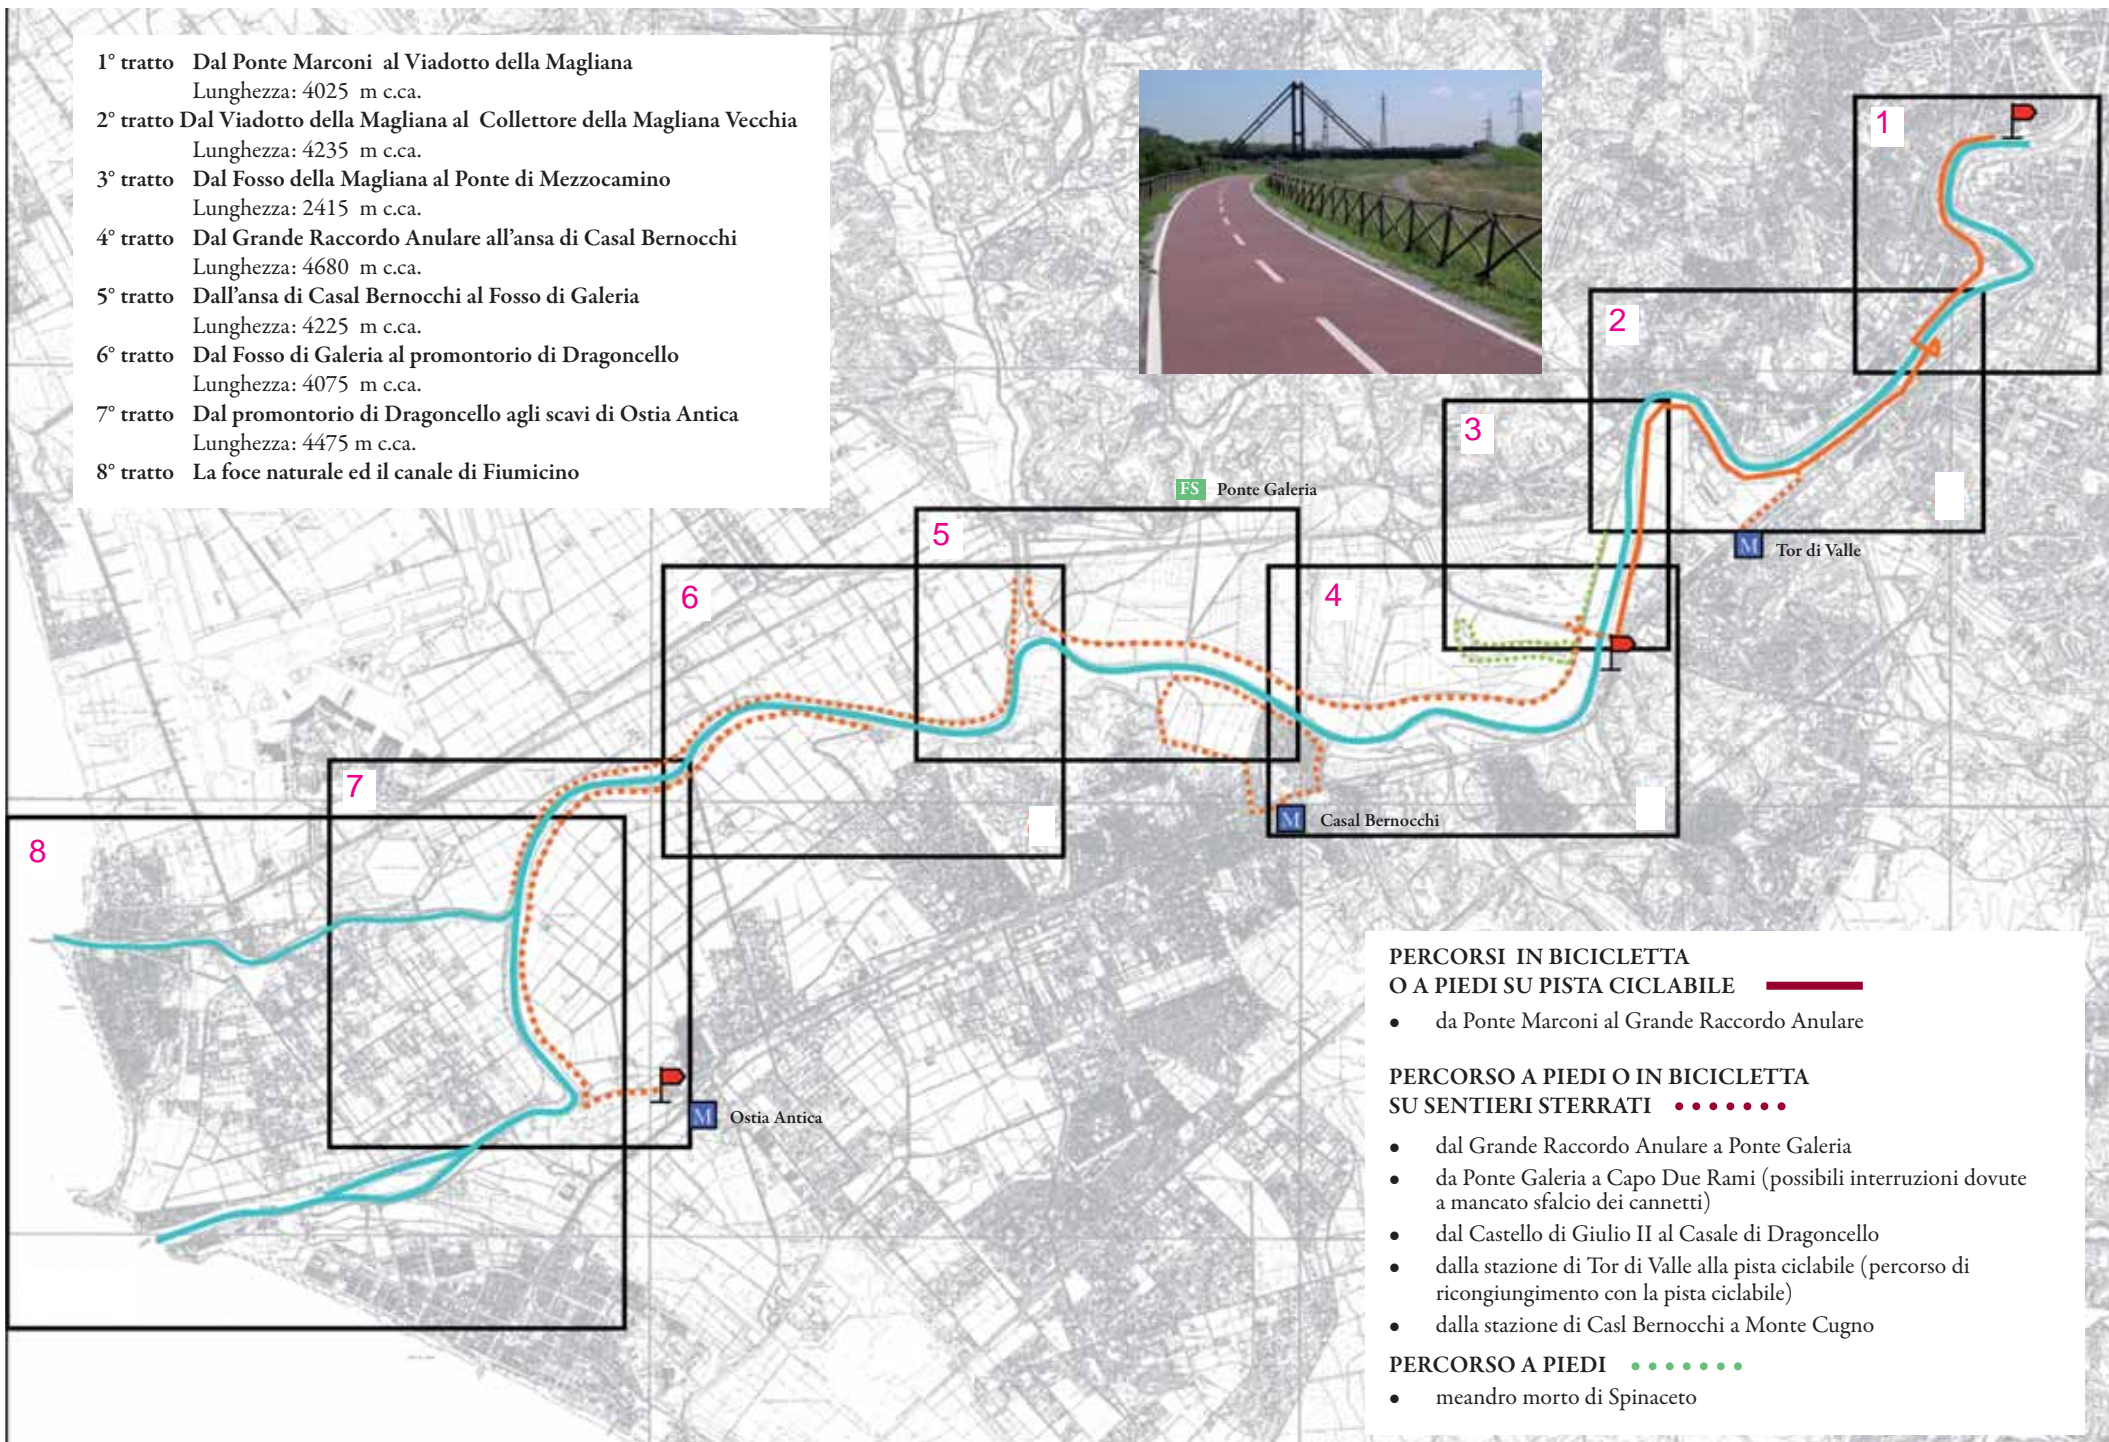 1° tratto Dal Ponte Marconi al Viadotto della Magliana
Lunghezza: 4025 m c.ca.
2° tratto Dal Viadotto della Magliana al Collettore della Magliana Vecchia
Lunghezza: 4235 m c.ca.
3° tratto Dal Fosso della Magliana al Ponte di Mezzocamino
Lunghezza: 2415 m c.ca.
4° tratto Dal Grande Raccordo Anulare all'ansa di Casal Bernocchi
Lunghezza: 4680 m c.ca.
5° tratto Dall'ansa di Casal Bernocchi al Fosso di Galeria
Lunghezza: 4225 m c.ca.
6° tratto Dal Fosso di Galeria al promontorio di Dragoncello
Lunghezza: 4075 m c.ca.
7° tratto Dal promontorio di Dragoncello agli scavi di Ostia Antica
Lunghezza: 4475 m c.ca.
8° tratto La foce naturale ed il canale di Fiumicino
1
2
3
FS Ponte Galeria
5
M Tor di Valle
6
4
7
M Casal Bernocchi
8
M Ostia Antica
PERCORSI IN BICICLETTA
O A PIEDI SU PISTA CICLABILE
• da Ponte Marconi al Grande Raccordo Anulare
PERCORSO A PIEDI O IN BICICLETTA
SU SENTIERI STERRATI
• dal Grande Raccordo Anulare a Ponte Galeria
• da Ponte Galeria a Capo Due Rami (possibili interruzioni dovute
a mancato sfalcio dei cannetti)
• dal Castello di Giulio II al Casale di Dragoncello
• dalla stazione di Tor di Valle alla pista ciclabile (percorso di
ricongiungimento con la pista ciclabile)
• dalla stazione di Casl Bernocchi a Monte Cugno
PERCORSO A PIEDI
• meandro morto di Spinaceto